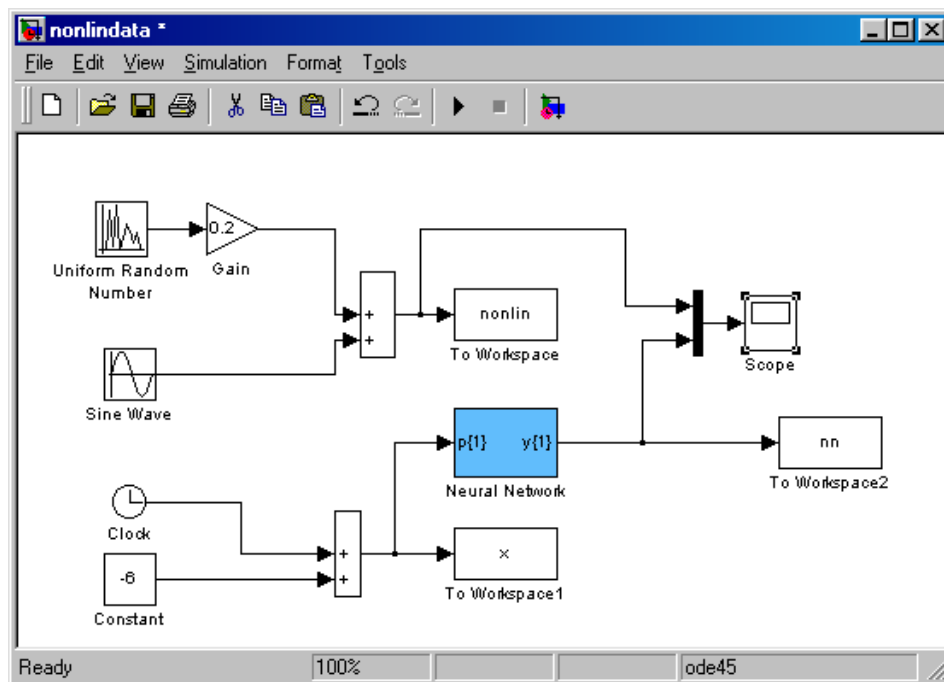 nonlindata *
File Edit View Simulation Format Tools
Uniform Random
Number
0.2
Gain
+
+
nonlin
To Workspace
Scope
Sine Wave
p{1} y{1}
Neural Network
nn
To Workspace2
Clock
-6
Constant
+
+
x
To Workspace1
Ready 100% ode45